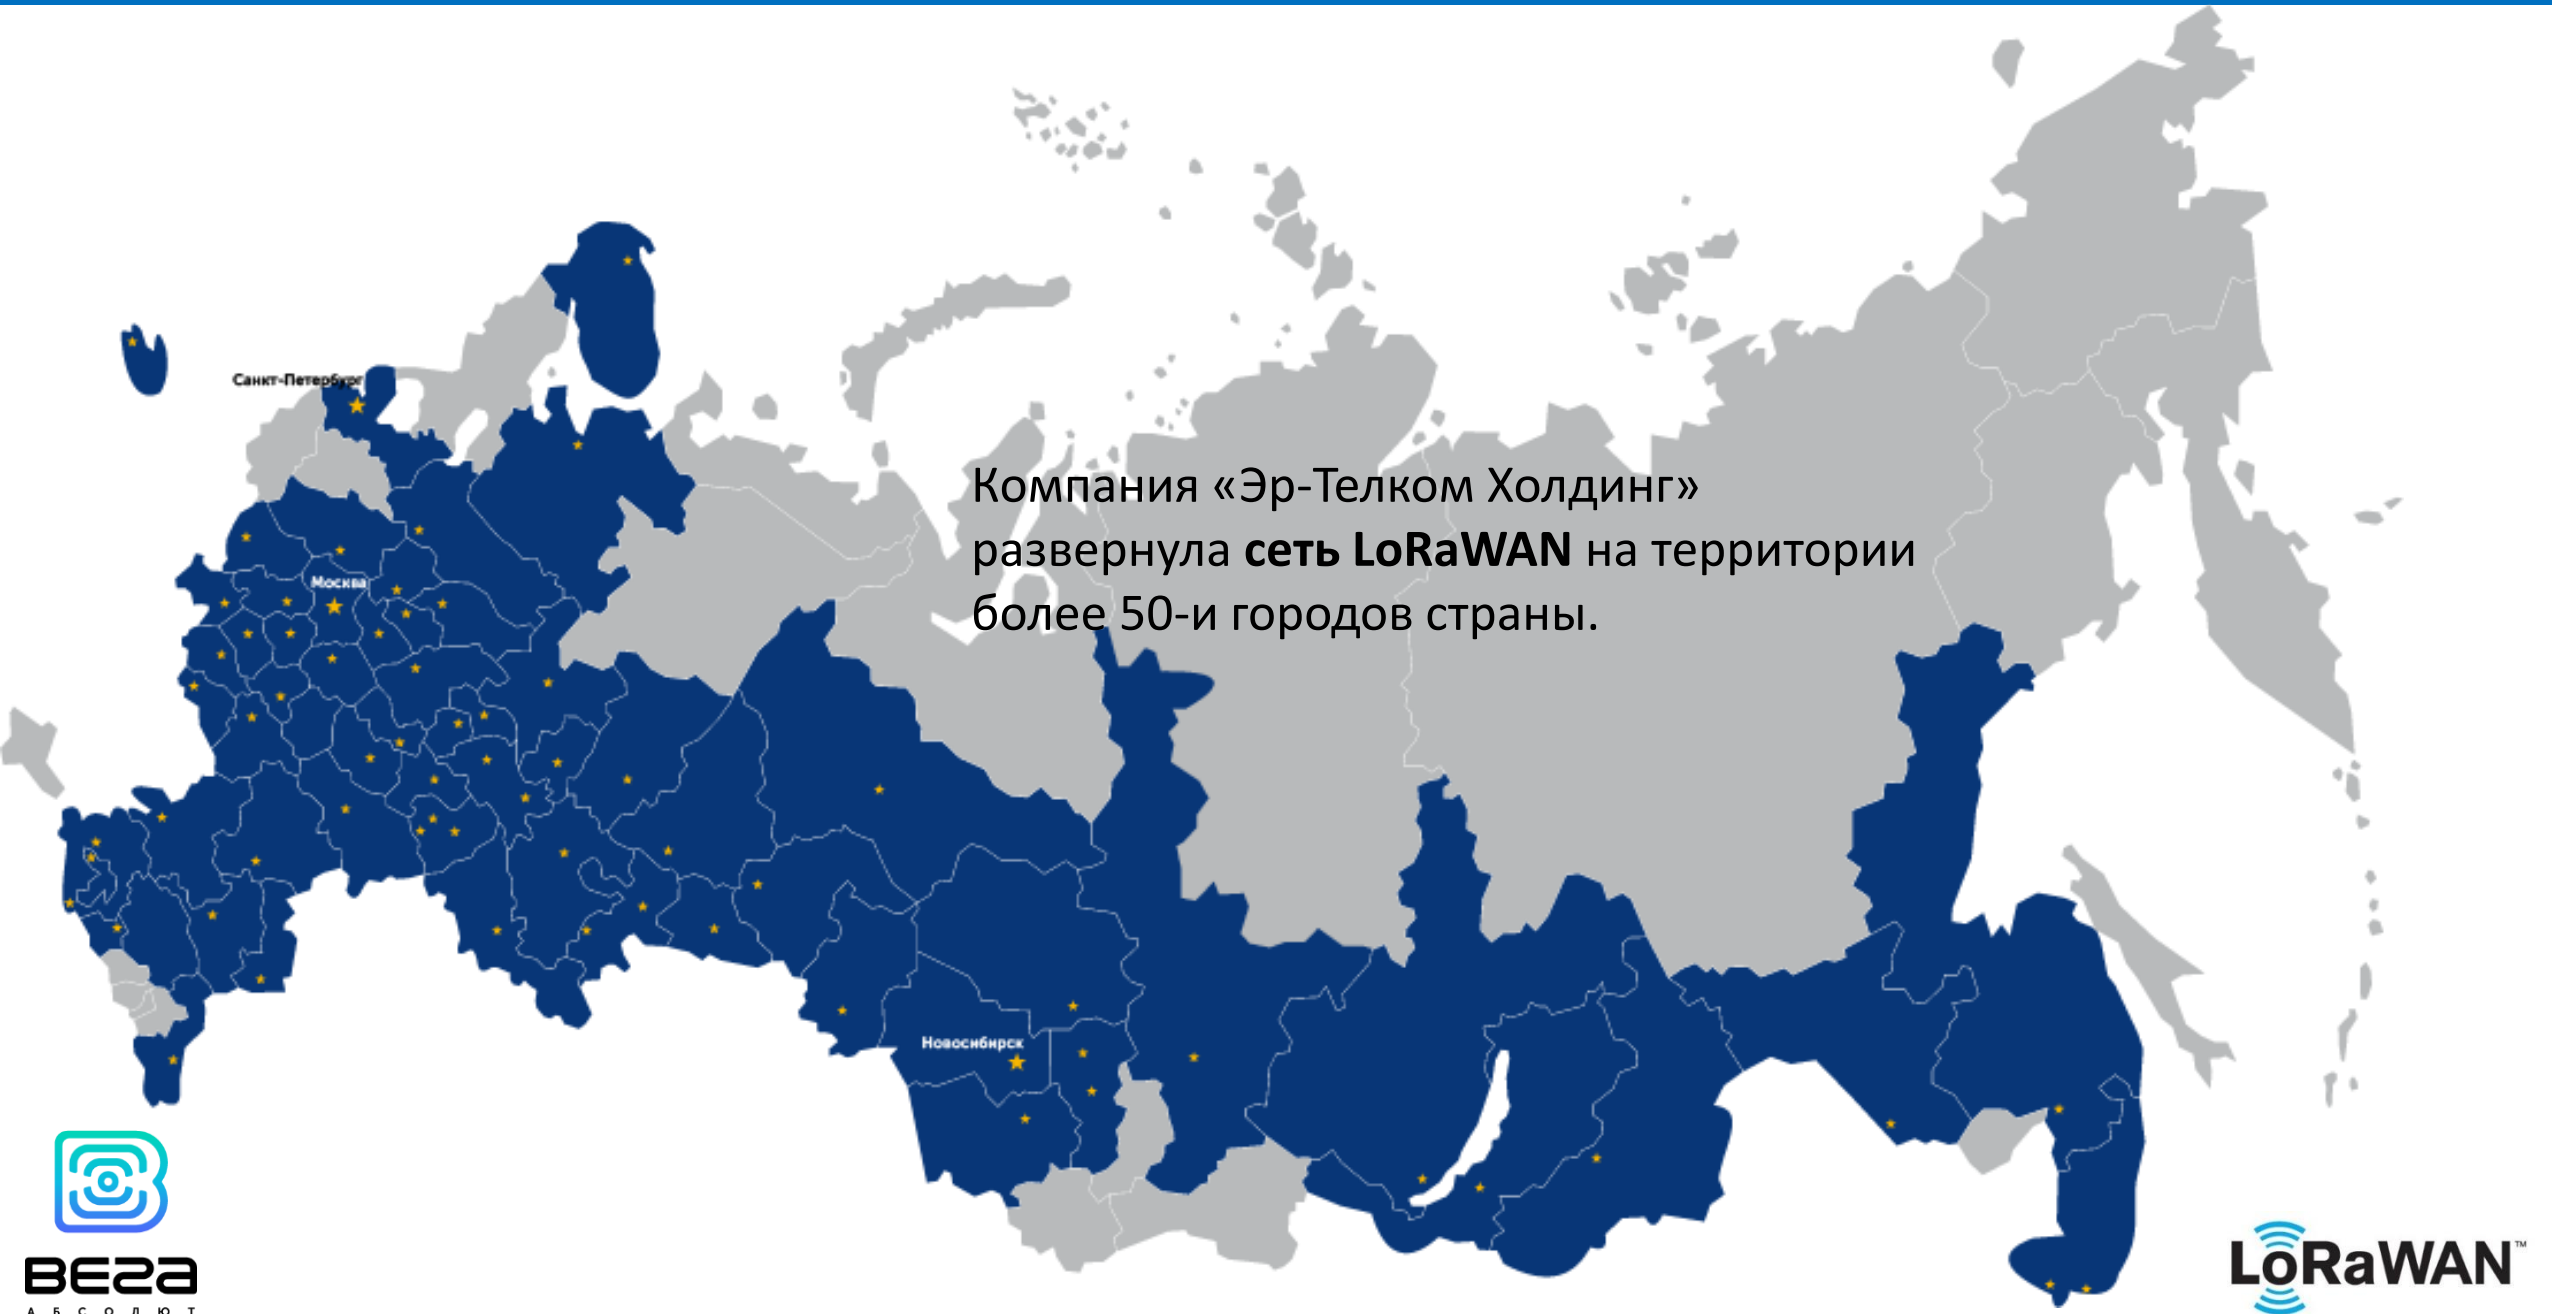 Санкт-Петербург
Компания «Эр-Телком Холдинг»
развернула сеть LoRaWAN на территории
более 50-и городов страны.
Москва
Новосибирск
ВЕГА
АБСОЛЮТ
LoRaWAN™